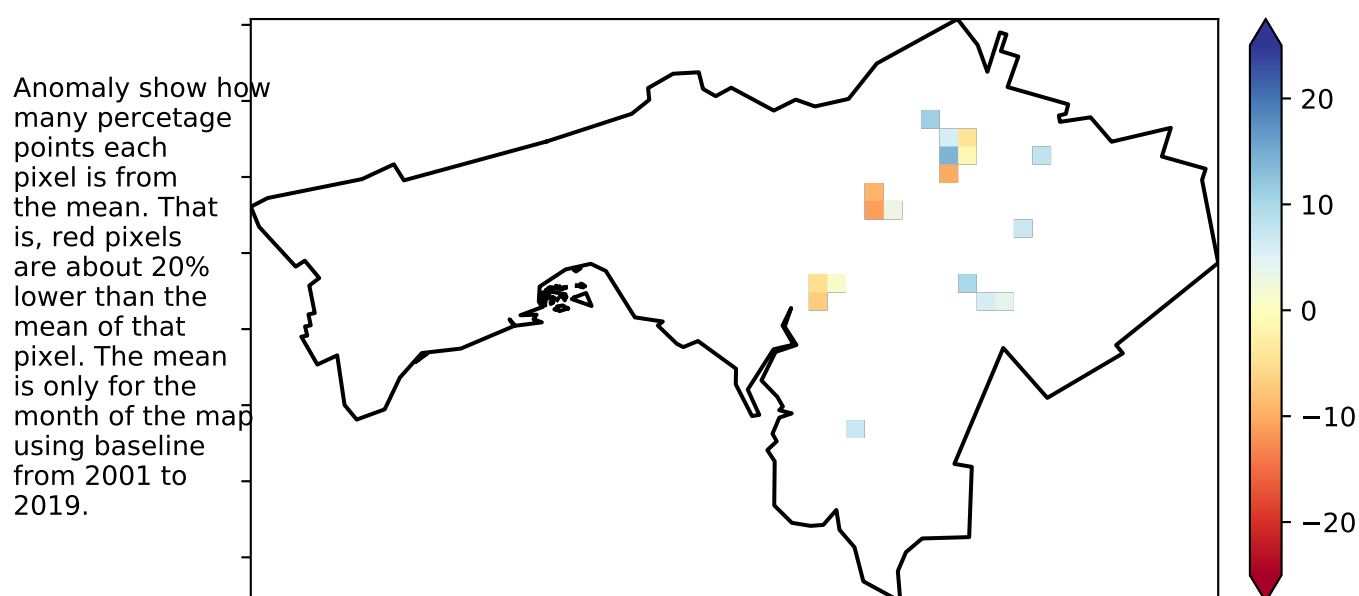 Anomaly show how
many percetage
points each
pixel is from
the mean. That
is, red pixels
are about 20%
lower than the
mean of that
pixel. The mean
is only for the
month of the map
using baseline
from 2001 to
2019.
20
10
0
−10
−20